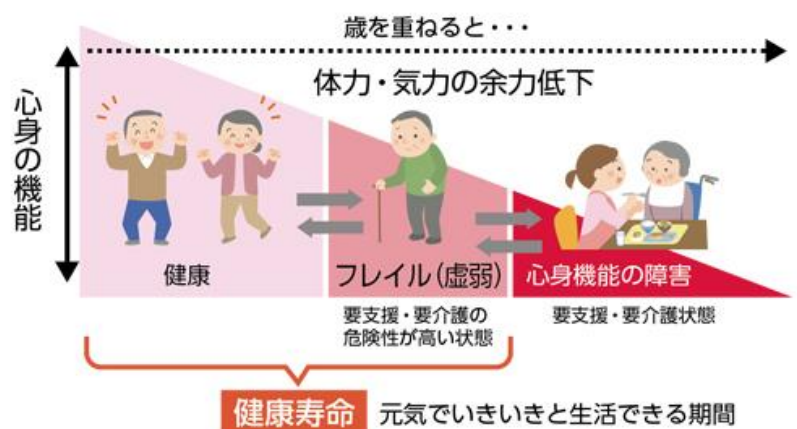 歳を重ねると・・・
体力・気力の余力低下
心身の機能
健康
フレイル(虚弱)
心身機能の障害
要支援・要介護の
危険性が高い状態
要支援・要介護状態
健康寿命 元気でいきいきと生活できる期間